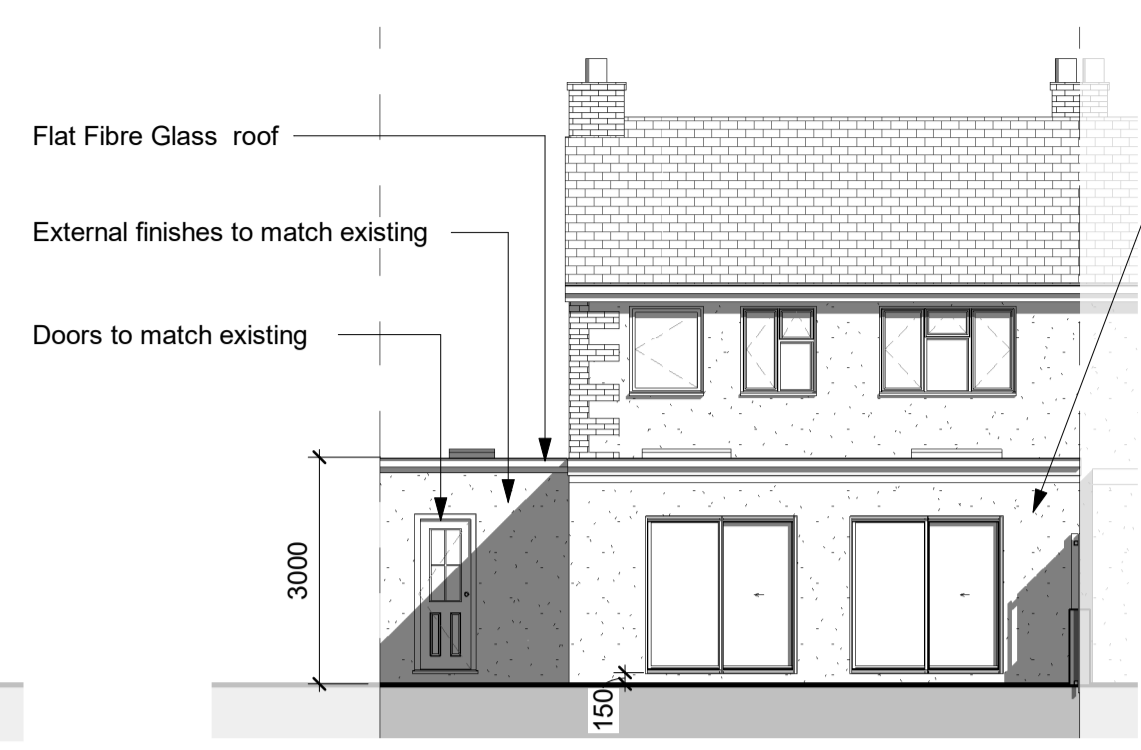 Flat Fibre Glass  roof
External finishes to match existing
Doors to match existing
3000
150